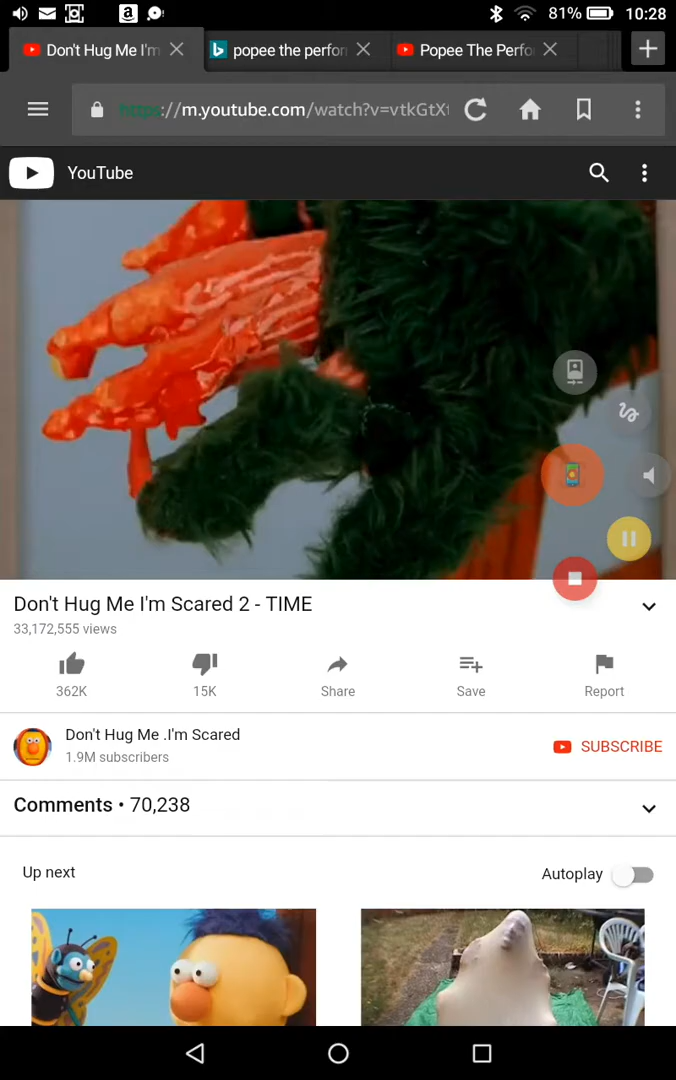 81% 10:28
Don't Hug Me I'm
popee the perfor
Popee The Perfo
https://m.youtube.com/watch?v=vtkGtXt
YouTube
Don't Hug Me I'm Scared 2 - TIME
33,172,555 views
362K 15K Share Save Report
Don't Hug Me .I'm Scared
1.9M subscribers
SUBSCRIBE
Comments • 70,238
Up next Autoplay